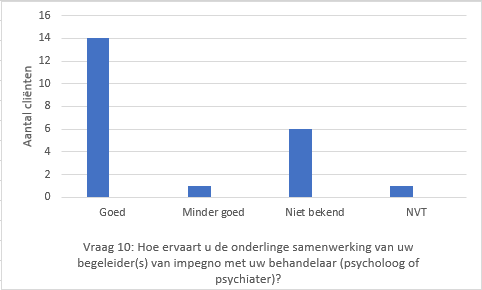 16
14
12
10
8
6
4
2
0
Aantal cliënten
Goed Minder goed Niet bekend NVT
Vraag 10: Hoe ervaart u de onderlinge samenwerking van uw
begeleider(s) van impegno met uw behandelaar (psycholoog of
psychiater)?